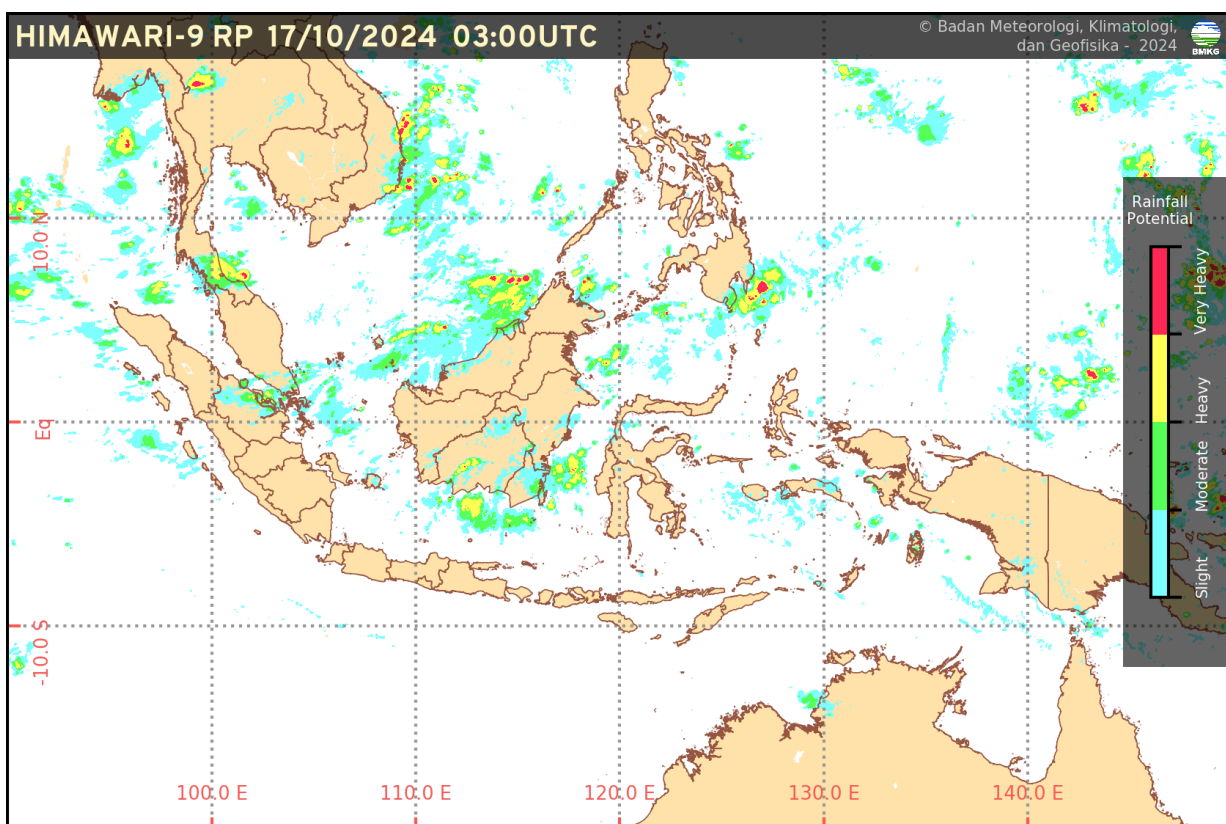 HIMAWARI-9 RP 17/10/2024 03:00UTC
© Badan Meteorologi, Klimatologi,
dan Geofisika - 2024
BMKG
Rainfall
Potential
Very Heavy
Heavy
Moderate
Slight
10.0 N
Eq
-10.0 S
100.0 E
110.0 E
120.0 E
130.0 E
140.0 E